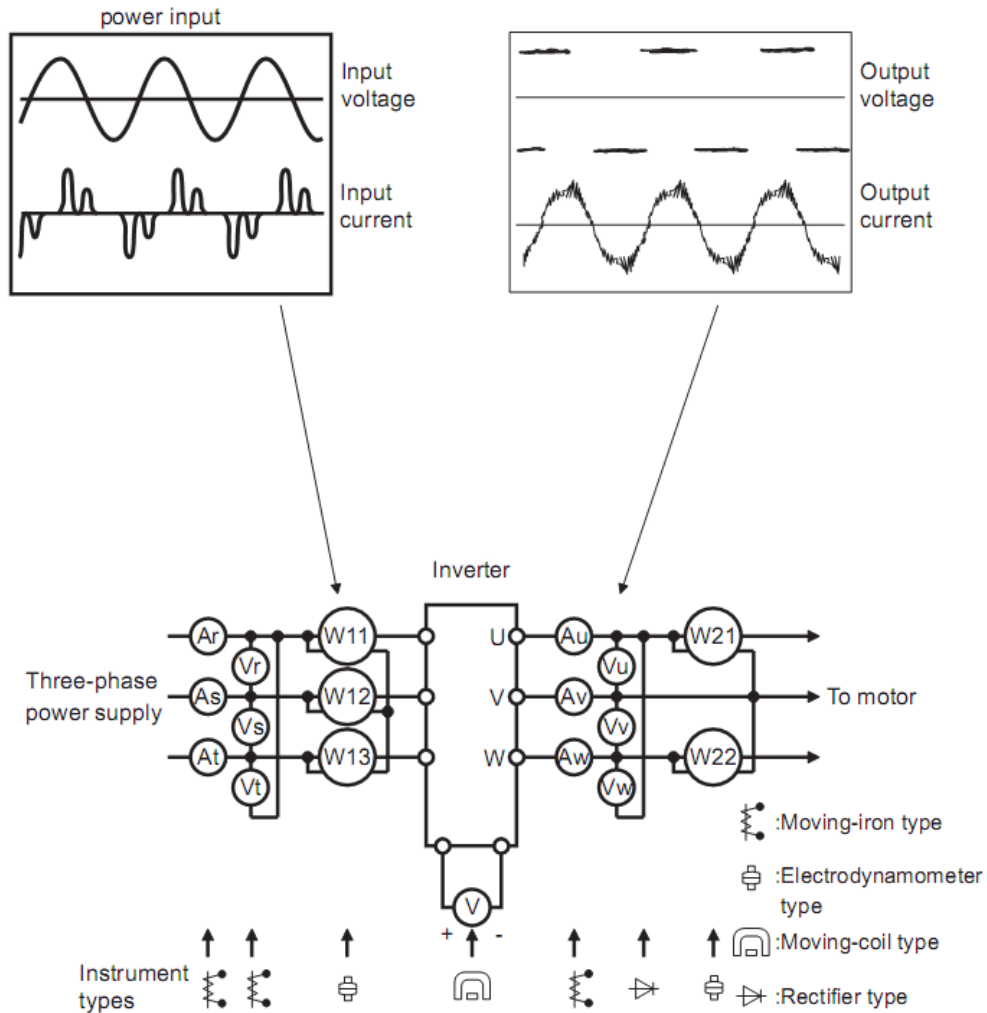 power input
Input
voltage
Input
current
Output
voltage
Output
current
Inverter
Three-phase
power supply
Ar
As
At
Vr
Vs
Vt
W11
W12
W13
U
V
W
Au
Av
Aw
Vu
Vv
Vw
W21
W22
To motor
V
+ -
Instrument
types
:Moving-iron type
:Electrodynamometer
type
:Moving-coil type
:Rectifier type